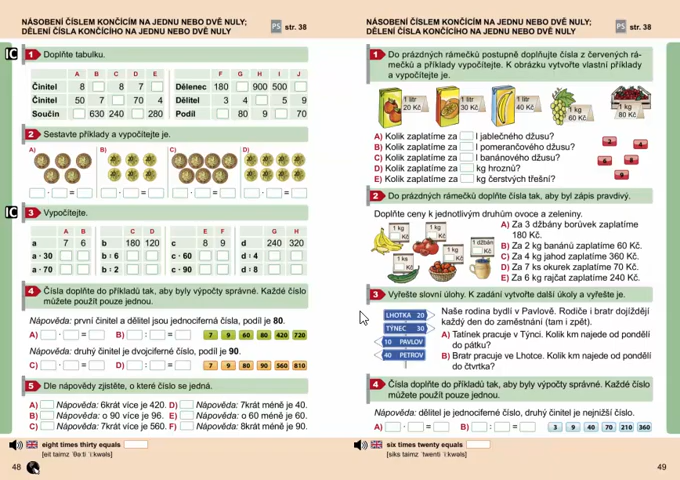 NÁSOBENÍ ČÍSLEM KONČÍCÍM NA JEDNU NEBO DVĚ NULY;
DĚLENÍ ČÍSLA KONČÍCÍHO NA JEDNU NEBO DVĚ NULY
PS str. 38
1 Doplňte tabulku.
A B C D E
Činitel 8 8 7
Činitel 50 7 70 4
Součin 630 240 280
F G H I J
Dělenec 180 900 500
Dělitel 3 4 5 9
Podíl 80 9 70
2 Sestavte příklady a vypočítejte je.
A) B) C) D)
· = · = · = · =
3 Vypočítejte.
A B
a 7 6
a · 30
a · 70
C D
b 180 120
b : 6
b : 2
E F
c 8 9
c · 60
c · 90
G H
d 240 320
d : 4
d : 8
4 Čísla doplňte do příkladů tak, aby byly výpočty správné. Každé číslo
můžete použít pouze jednou.
Nápověda: první činitel a dělitel jsou jednociferná čísla, podíl je 80.
A) · = B) : = 7 9 60 80 420 720
Nápověda: druhý činitel je dvojciferné číslo, podíl je 90.
C) · = D) : = 7 9 80 90 560 810
5 Dle nápovědy zjistěte, o které číslo se jedná.
A) Nápověda: 6krát více je 420. D) Nápověda: 7krát méně je 40.
B) Nápověda: o 90 více je 96. E) Nápověda: o 60 méně je 60.
C) Nápověda: 7krát více je 560. F) Nápověda: 8krát méně je 90.
eight times thirty equals
48
NÁSOBENÍ ČÍSLEM KONČÍCÍM NA JEDNU NEBO DVĚ NULY;
DĚLENÍ ČÍSLA KONČÍCÍHO NA JEDNU NEBO DVĚ NULY
PS str. 38
1 Do prázdných rámečků postupně doplňujte čísla z červených rá-
mečků a příklady vypočítejte. K obrázku vytvořte vlastní příklady
a vypočítejte je.
1 litr 20 Kč
1 litr 30 Kč
1 litr 40 Kč
1 kg 60 Kč
1 kg 80 Kč
A) Kolik zaplatíme za l jablečného džusu?
B) Kolik zaplatíme za l pomerančového džusu?
C) Kolik zaplatíme za l banánového džusu?
D) Kolik zaplatíme za kg hroznů?
E) Kolik zaplatíme za kg čerstvých třešní?
2 Do prázdných rámečků doplňte čísla tak, aby byl zápis pravdivý.
Doplňte ceny k jednotlivým druhům ovoce a zeleniny.
1 kg Kč
1 kg Kč
1 kg Kč
1 kg Kč
1 džbán Kč
A) Za 3 džbány borůvek zaplatíme
180 Kč.
B) Za 2 kg banánů zaplatíme 60 Kč.
C) Za 4 kg jahod zaplatíme 360 Kč.
D) Za 7 ks okurek zaplatíme 70 Kč.
E) Za 6 kg rajčat zaplatíme 240 Kč.
3 Vyřešte slovní úlohy. K zadání vytvořte další úkoly a vyřešte je.
LHOTKA 20
TÝNEC 30
10 PAVLOV
40 PETROV
Naše rodina bydlí v Pavlově. Rodiče i bratr dojíždějí
každý den do zaměstnání (tam i zpět).
A) Tatínek pracuje v Týnci. Kolik km najede od pondělí
do pátku?
B) Bratr pracuje ve Lhotce. Kolik km najede od pondělí
do čtvrtka?
4 Čísla doplňte do příkladů tak, aby byly výpočty správné. Každé číslo
můžete použít pouze jednou.
Nápověda: dělitel je jednociferné číslo, druhý činitel je nejnižší číslo.
A) · = B) : = 3 9 40 70 210 360
six times twenty equals
49